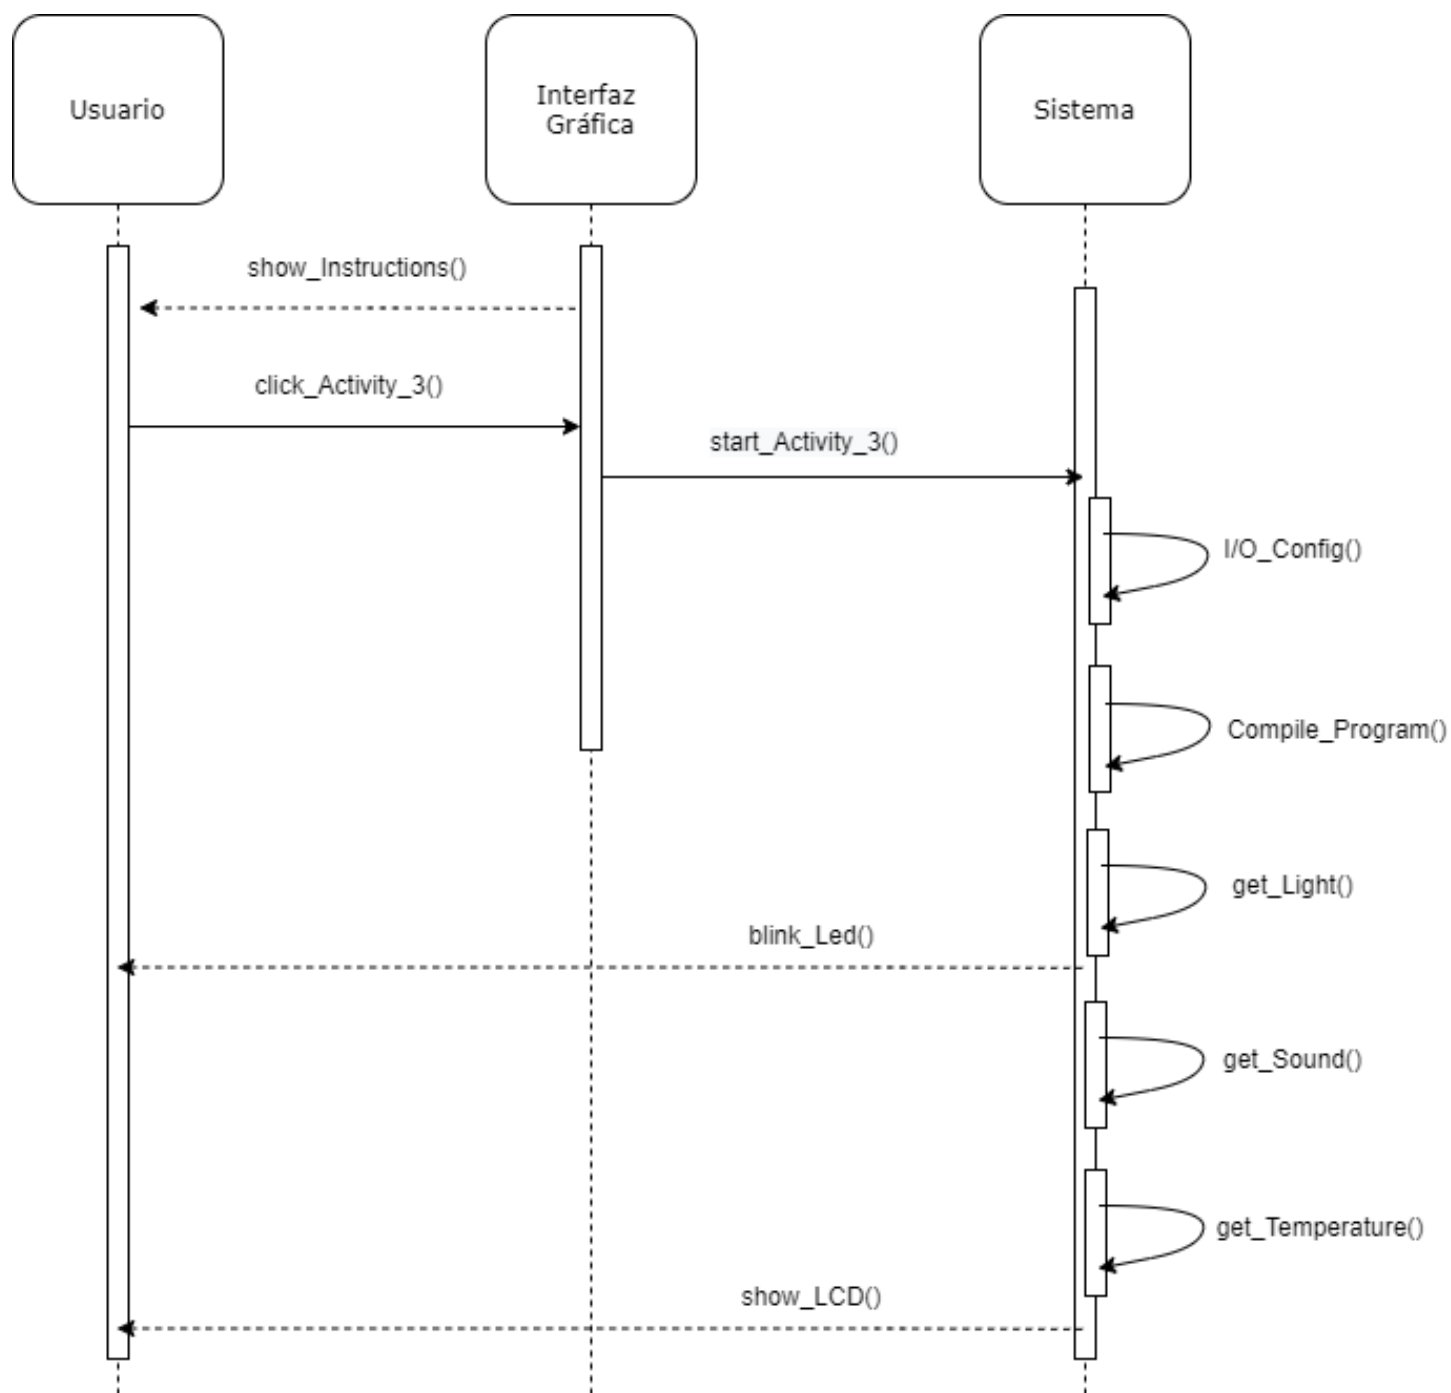 Usuario
Interfaz
Gráfica
Sistema
show_Instructions()
click_Activity_3()
start_Activity_3()
I/O_Config()
Compile_Program()
get_Light()
blink_Led()
get_Sound()
get_Temperature()
show_LCD()